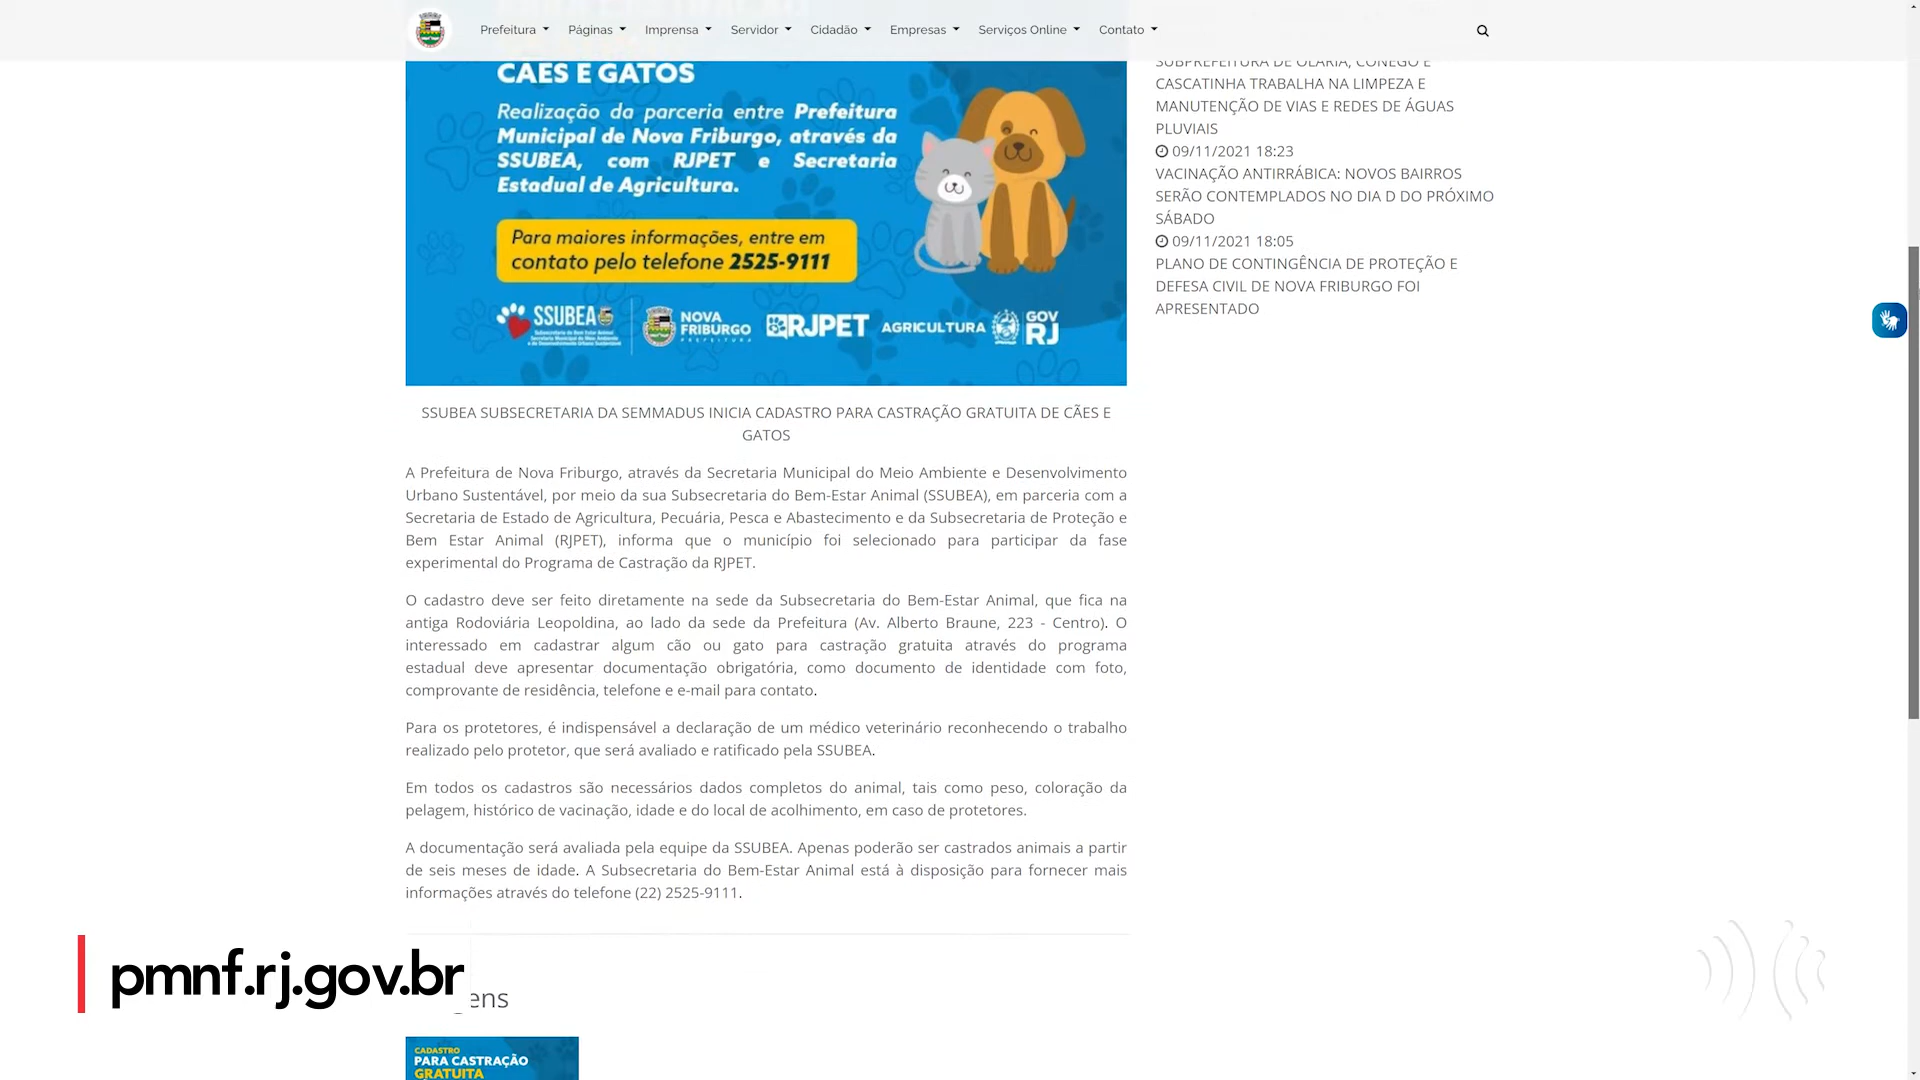 Prefeitura Páginas Imprensa Servidor Cidadão Empresas Serviços Online Contato
CÃES E GATOS
Realização da parceria entre Prefeitura
Municipal de Nova Friburgo, através da
SSUBEA, com RJPET e Secretaria
Estadual de Agricultura.
Para maiores informações, entre em
contato pelo telefone 2525-9111
SSUBEA
NOVA
FRIBURGO
PREFEITURA
RJPET
AGRICULTURA
GOV
RJ
SUBPREFEITURA DE OLARIA, CÔNEGO E
CASCATINHA TRABALHA NA LIMPEZA E
MANUTENÇÃO DE VIAS E REDES DE ÁGUAS
PLUVIAIS
09/11/2021 18:23
VACINAÇÃO ANTIRRÁBICA: NOVOS BAIRROS
SERÃO CONTEMPLADOS NO DIA D DO PRÓXIMO
SÁBADO
09/11/2021 18:05
PLANO DE CONTINGÊNCIA DE PROTEÇÃO E
DEFESA CIVIL DE NOVA FRIBURGO FOI
APRESENTADO
SSUBEA SUBSECRETARIA DA SEMMADUS INICIA CADASTRO PARA CASTRAÇÃO GRATUITA DE CÃES E
GATOS
A Prefeitura de Nova Friburgo, através da Secretaria Municipal do Meio Ambiente e Desenvolvimento
Urbano Sustentável, por meio da sua Subsecretaria do Bem-Estar Animal (SSUBEA), em parceria com a
Secretaria de Estado de Agricultura, Pecuária, Pesca e Abastecimento e da Subsecretaria de Proteção e
Bem Estar Animal (RJPET), informa que o município foi selecionado para participar da fase
experimental do Programa de Castração da RJPET.
O cadastro deve ser feito diretamente na sede da Subsecretaria do Bem-Estar Animal, que fica na
antiga Rodoviária Leopoldina, ao lado da sede da Prefeitura (Av. Alberto Braune, 223 - Centro). O
interessado em cadastrar algum cão ou gato para castração gratuita através do programa
estadual deve apresentar documentação obrigatória, como documento de identidade com foto,
comprovante de residência, telefone e e-mail para contato.
Para os protetores, é indispensável a declaração de um médico veterinário reconhecendo o trabalho
realizado pelo protetor, que será avaliado e ratificado pela SSUBEA.
Em todos os cadastros são necessários dados completos do animal, tais como peso, coloração da
pelagem, histórico de vacinação, idade e do local de acolhimento, em caso de protetores.
A documentação será avaliada pela equipe da SSUBEA. Apenas poderão ser castrados animais a partir
de seis meses de idade. A Subsecretaria do Bem-Estar Animal está à disposição para fornecer mais
informações através do telefone (22) 2525-9111.
pmnf.rj.gov.br
gens
CADASTRO
PARA CASTRAÇÃO
GRATUITA